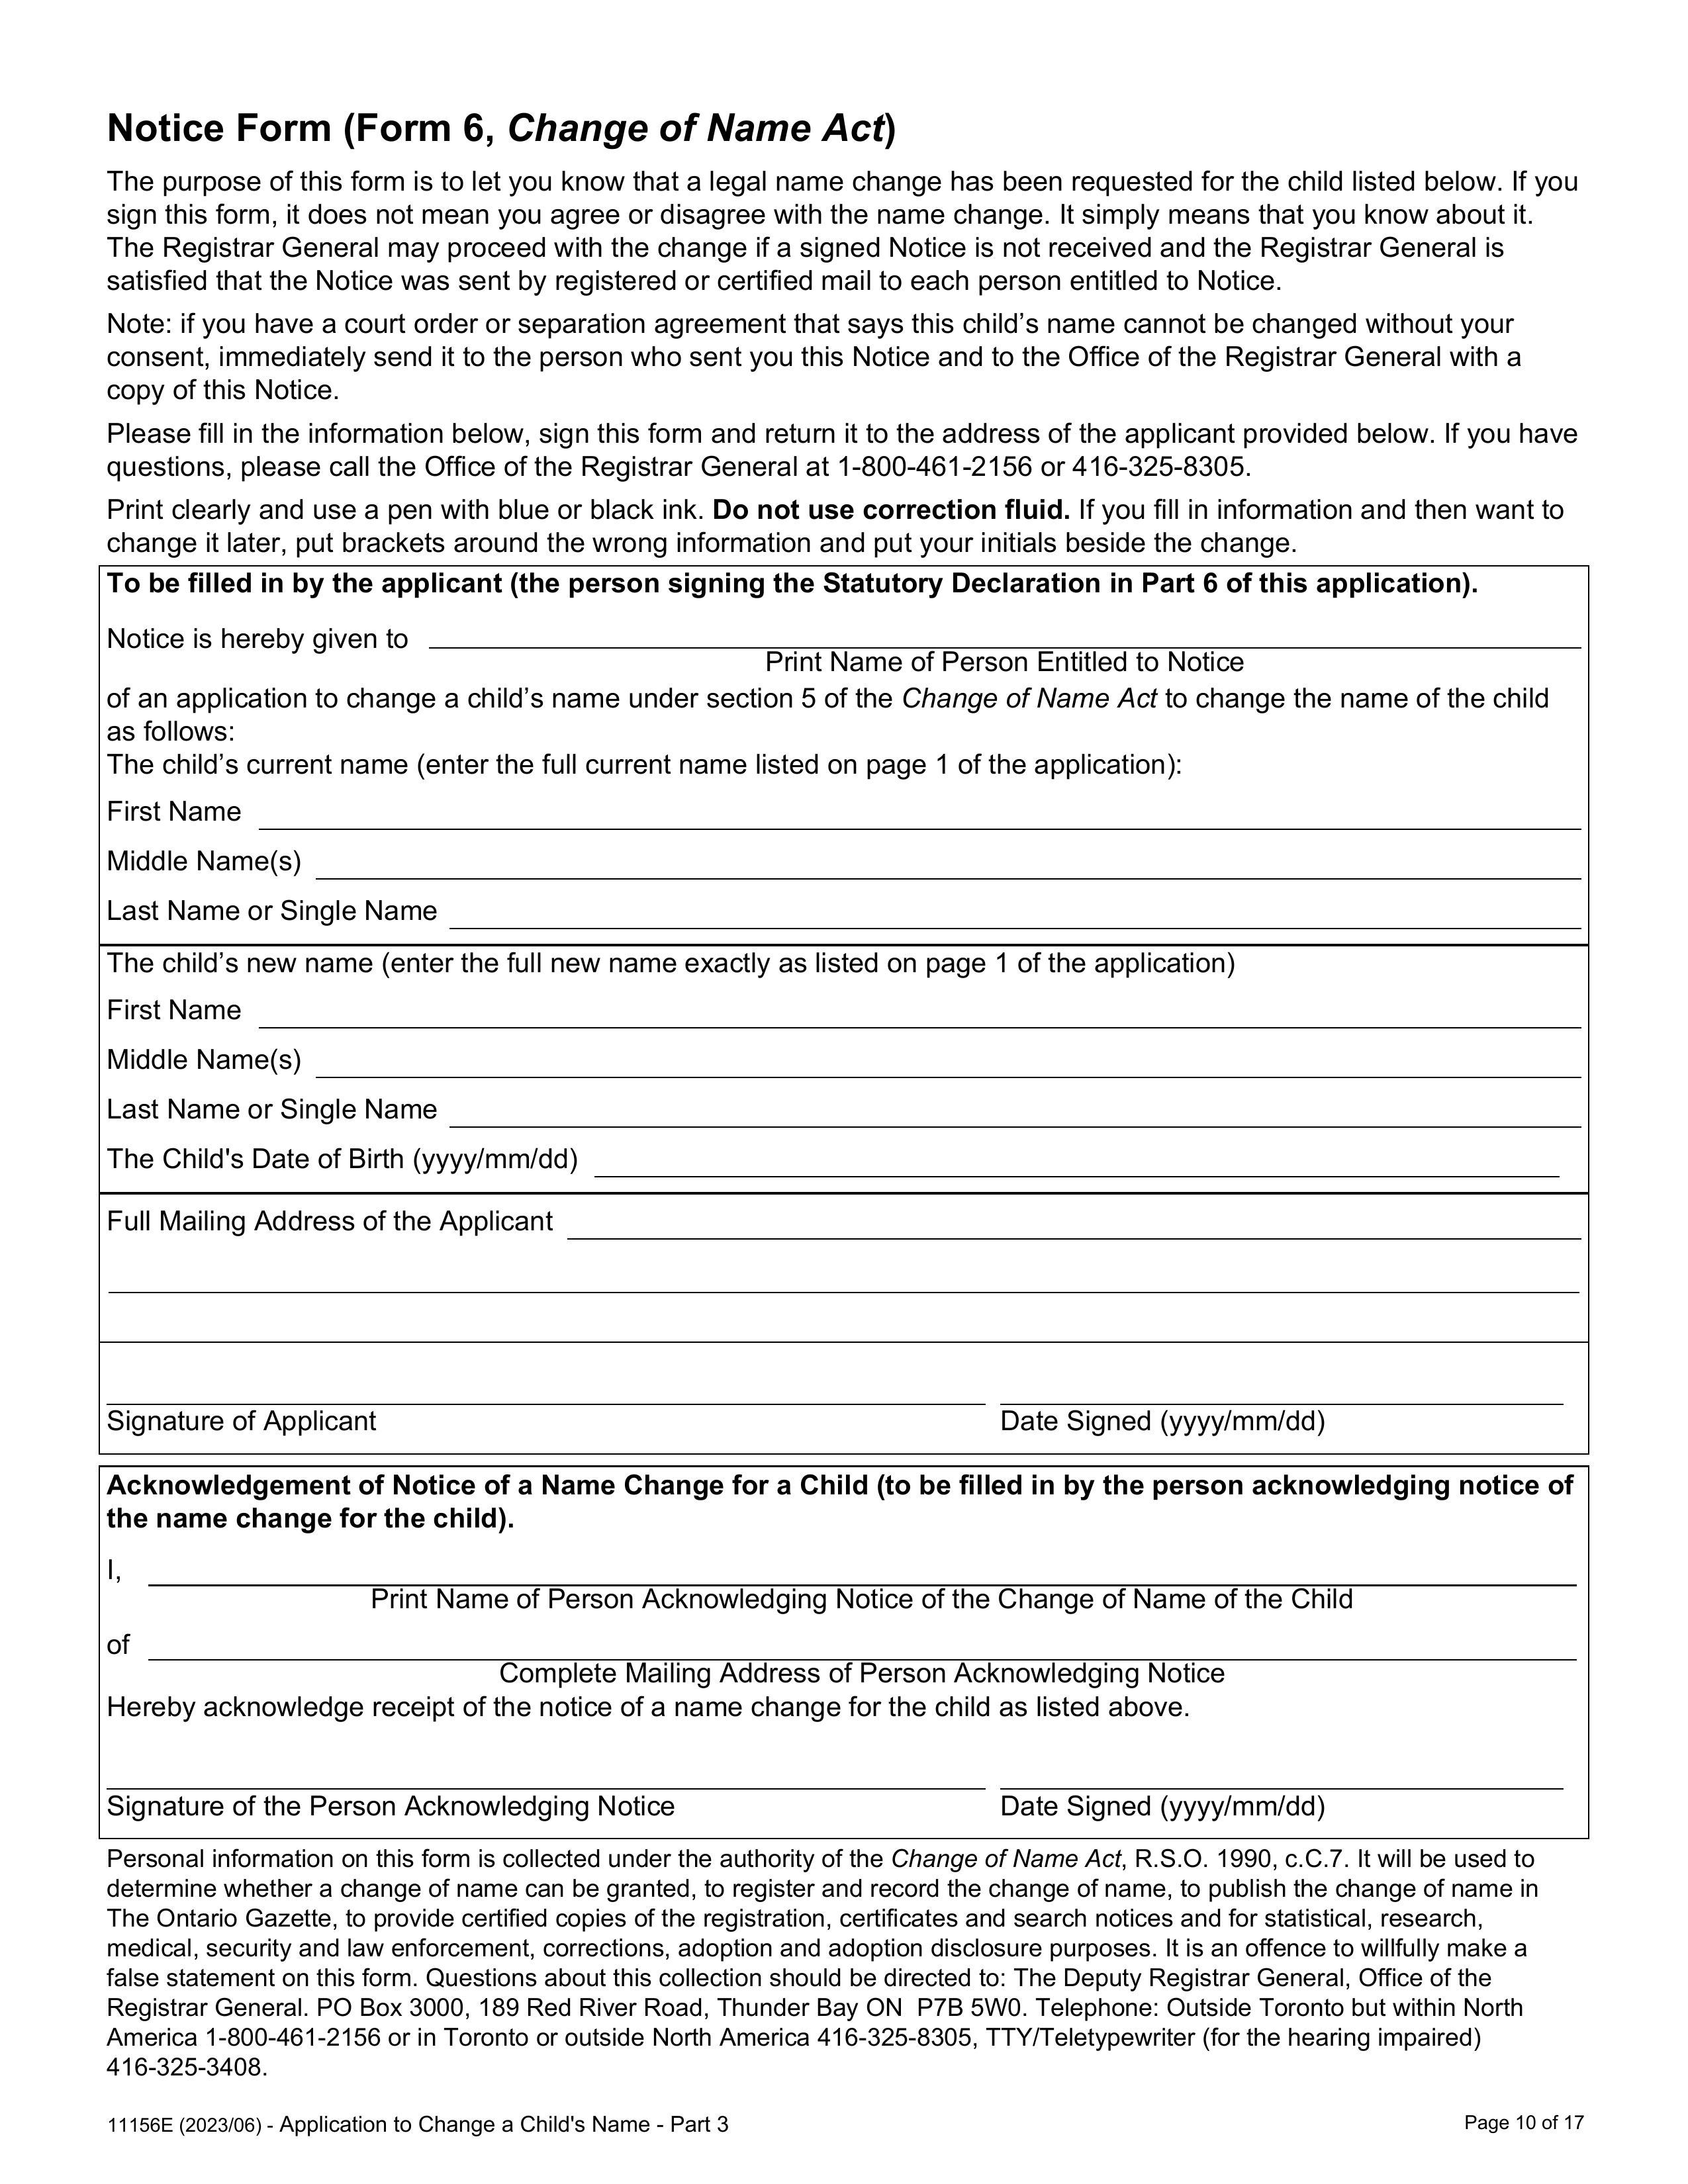 Notice Form (Form 6, Change of Name Act)
The purpose of this form is to let you know that a legal name change has been requested for the child listed below. If you
sign this form, it does not mean you agree or disagree with the name change. It simply means that you know about it.
The Registrar General may proceed with the change if a signed Notice is not received and the Registrar General is
satisfied that the Notice was sent by registered or certified mail to each person entitled to Notice.
Note: if you have a court order or separation agreement that says this child’s name cannot be changed without your
consent, immediately send it to the person who sent you this Notice and to the Office of the Registrar General with a
copy of this Notice.
Please fill in the information below, sign this form and return it to the address of the applicant provided below. If you have
questions, please call the Office of the Registrar General at 1-800-461-2156 or 416-325-8305.
Print clearly and use a pen with blue or black ink. Do not use correction fluid. If you fill in information and then want to
change it later, put brackets around the wrong information and put your initials beside the change.
To be filled in by the applicant (the person signing the Statutory Declaration in Part 6 of this application).
Notice is hereby given to
Print Name of Person Entitled to Notice
of an application to change a child’s name under section 5 of the Change of Name Act to change the name of the child
as follows:
The child’s current name (enter the full current name listed on page 1 of the application):
First Name
Middle Name(s)
Last Name or Single Name
The child’s new name (enter the full new name exactly as listed on page 1 of the application)
First Name
Middle Name(s)
Last Name or Single Name
The Child's Date of Birth (yyyy/mm/dd)
Full Mailing Address of the Applicant
Signature of Applicant Date Signed (yyyy/mm/dd)
Acknowledgement of Notice of a Name Change for a Child (to be filled in by the person acknowledging notice of
the name change for the child).
I,
Print Name of Person Acknowledging Notice of the Change of Name of the Child
of
Complete Mailing Address of Person Acknowledging Notice
Hereby acknowledge receipt of the notice of a name change for the child as listed above.
Signature of the Person Acknowledging Notice Date Signed (yyyy/mm/dd)
Personal information on this form is collected under the authority of the Change of Name Act, R.S.O. 1990, c.C.7. It will be used to
determine whether a change of name can be granted, to register and record the change of name, to publish the change of name in
The Ontario Gazette, to provide certified copies of the registration, certificates and search notices and for statistical, research,
medical, security and law enforcement, corrections, adoption and adoption disclosure purposes. It is an offence to willfully make a
false statement on this form. Questions about this collection should be directed to: The Deputy Registrar General, Office of the
Registrar General. PO Box 3000, 189 Red River Road, Thunder Bay ON  P7B 5W0. Telephone: Outside Toronto but within North
America 1-800-461-2156 or in Toronto or outside North America 416-325-8305, TTY/Teletypewriter (for the hearing impaired)
416-325-3408.
11156E (2023/06) - Application to Change a Child's Name - Part 3 Page 10 of 17